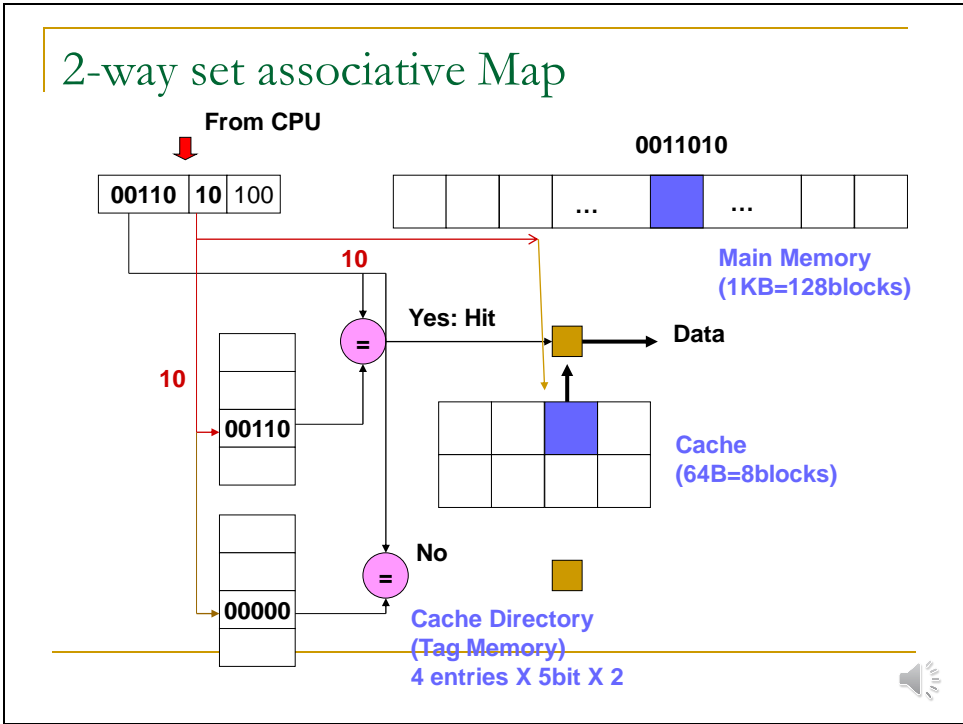 2-way set associative Map
From CPU
0011010
00110 10 100
... ...
10
Main Memory
(1KB=128blocks)
Yes: Hit
=
Data
10
00110
Cache
(64B=8blocks)
No
=
00000
Cache Directory
(Tag Memory)
4 entries X 5bit X 2